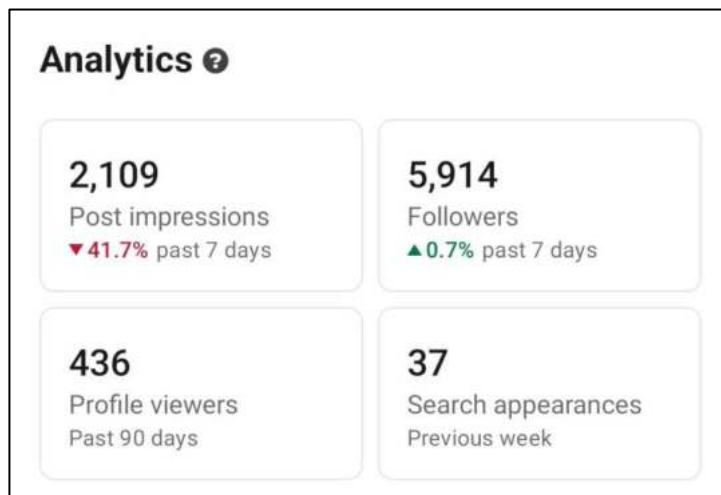 Analytics ?
2,109
Post impressions
▼41.7% past 7 days
5,914
Followers
▲0.7% past 7 days
436
Profile viewers
Past 90 days
37
Search appearances
Previous week